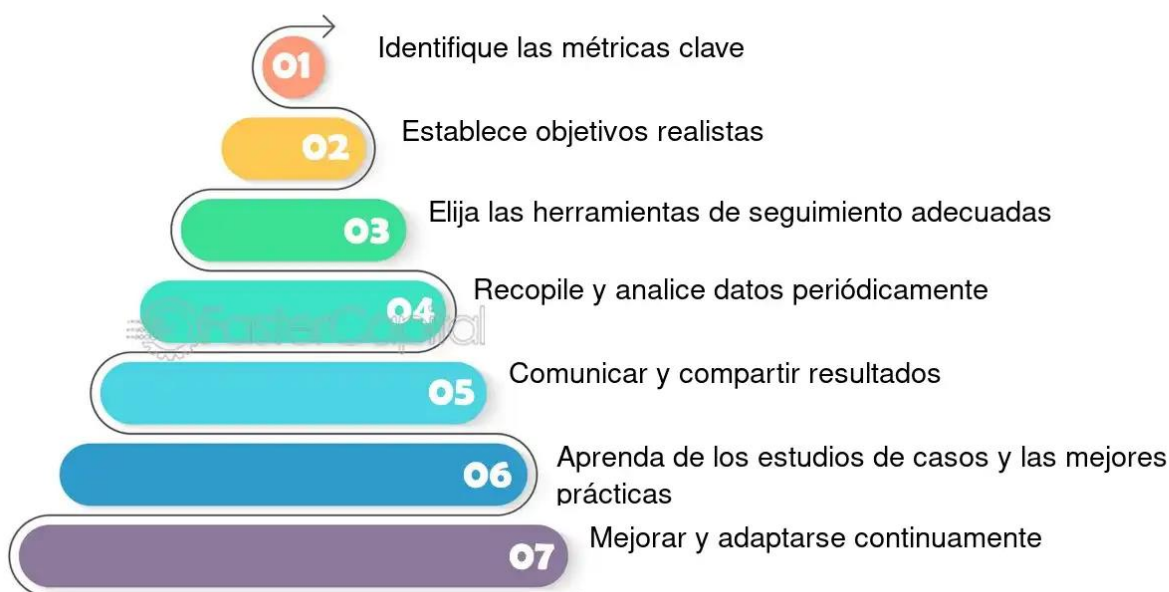 01
Identifique las métricas clave
02
Establece objetivos realistas
03
Elija las herramientas de seguimiento adecuadas
04
Recopile y analice datos periódicamente
FasterCapital
05
Comunicar y compartir resultados
06
Aprenda de los estudios de casos y las mejores
prácticas
07
Mejorar y adaptarse continuamente